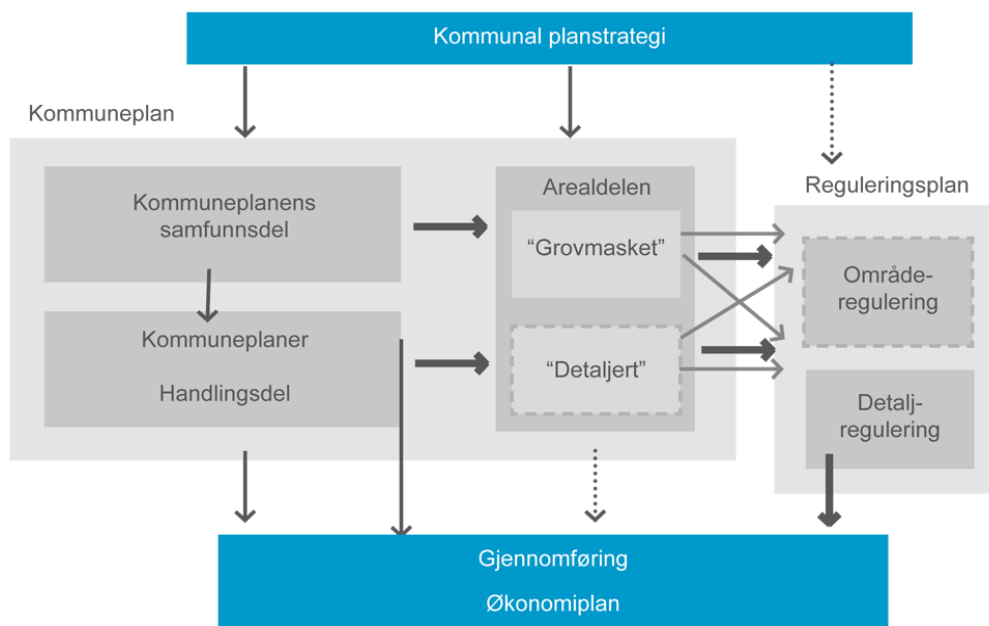 Kommunal planstrategi
Kommuneplan
Kommuneplanens
samfunnsdel
Kommuneplaner
Handlingsdel
Arealdelen
“Grovmasket”
“Detaljert”
Reguleringsplan
Område-
regulering
Detalj-
regulering
Gjennomføring
Økonomiplan